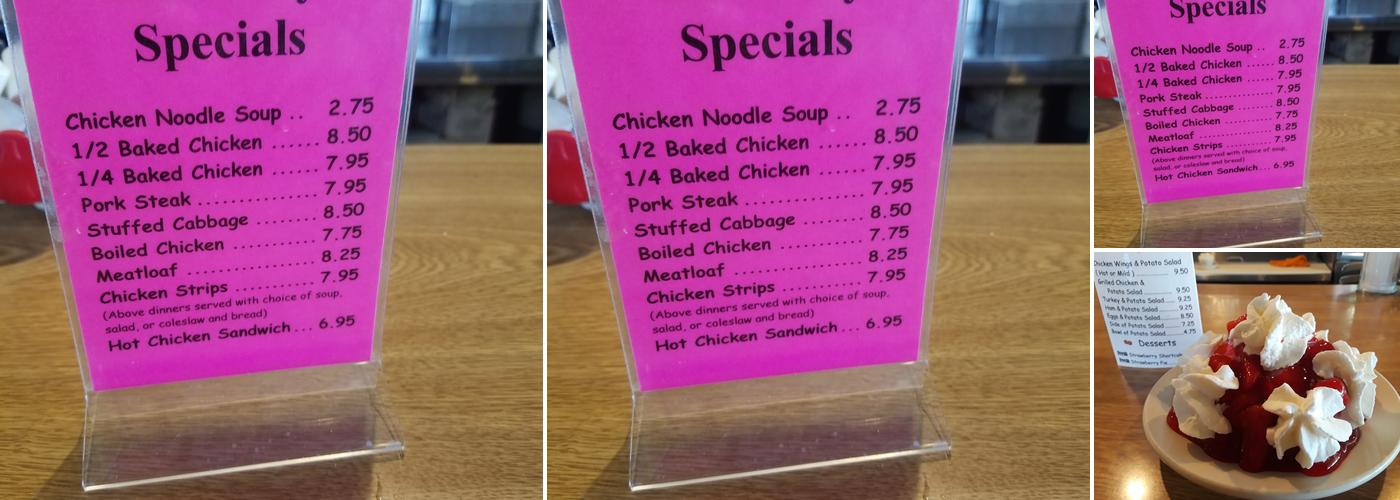 Specials
Chicken Noodle Soup .. 2.75
1/2 Baked Chicken ...... 8.50
1/4 Baked Chicken ...... 7.95
Pork Steak ............... 7.95
Stuffed Cabbage ........ 8.50
Boiled Chicken .......... 7.75
Meatloaf ................ 8.25
Chicken Strips .......... 7.95
(Above dinners served with choice of soup,
salad, or coleslaw and bread)
Hot Chicken Sandwich ... 6.95
Specials
Chicken Noodle Soup .. 2.75
1/2 Baked Chicken ...... 8.50
1/4 Baked Chicken ...... 7.95
Pork Steak ............... 7.95
Stuffed Cabbage ........ 8.50
Boiled Chicken .......... 7.75
Meatloaf ................ 8.25
Chicken Strips .......... 7.95
(Above dinners served with choice of soup,
salad, or coleslaw and bread)
Hot Chicken Sandwich ... 6.95
Specials
Chicken Noodle Soup .. 2.75
1/2 Baked Chicken ...... 8.50
1/4 Baked Chicken ...... 7.95
Pork Steak ............... 7.95
Stuffed Cabbage ........ 8.50
Boiled Chicken .......... 7.75
Meatloaf ................ 8.25
Chicken Strips .......... 7.95
(Above dinners served with choice of soup,
salad, or coleslaw and bread)
Hot Chicken Sandwich ... 6.95
Chicken Wings & Potato Salad
(Hot or Mild) ............ 9.50
Grilled Chicken &
Potato Salad ............ 9.50
Turkey & Potato Salad ..... 9.25
Ham & Potato Salad ..... 9.25
Eggs & Potato Salad ..... 8.50
Side of Potato Salad ..... 7.25
Bowl of Potato Salad ..... 4.75
Desserts
Strawberry Shortcak
Strawberry Pie